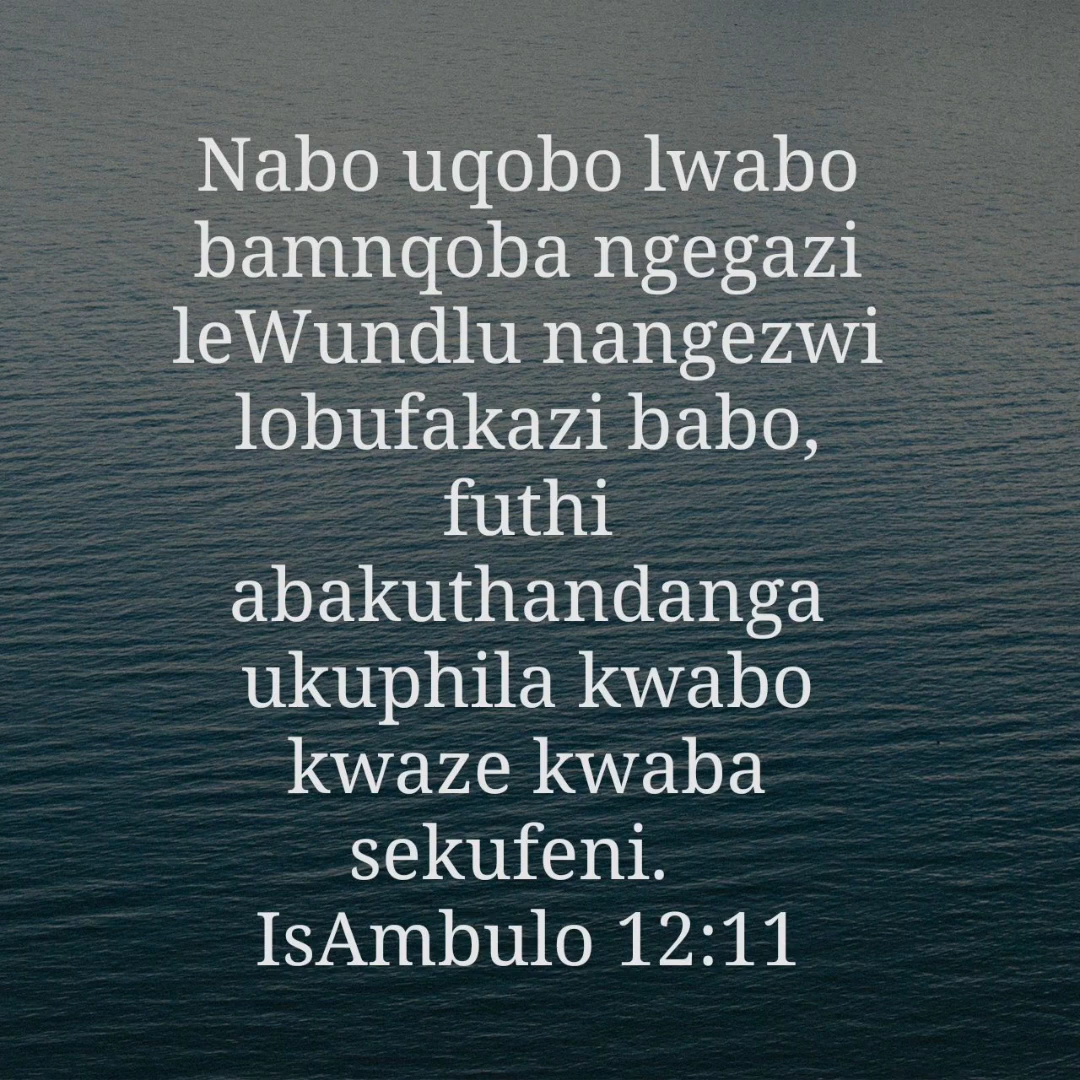 Nabo uqobo lwabo
bamnqoba ngegazi
leWundlu nangezwi
lobufakazi babo,
futhi
abakuthandanga
ukuphila kwabo
kwaze kwaba
sekufeni.
IsAmbulo 12:11